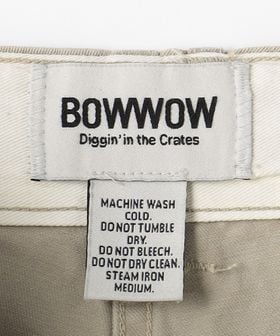 BOWWOW
Diggin' in the Crates
MACHINE WASH
COLD.
DO NOT TUMBLE
DRY.
DO NOT BLEACH.
DO NOT DRY CLEAN.
STEAM IRON
MEDIUM.